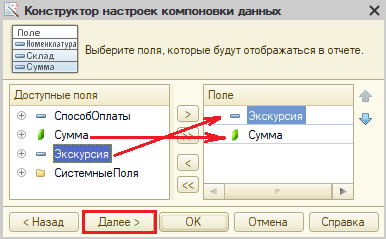 Конструктор настроек компоновки данных
Поле
Номенклатура
Склад
Сумма
Выберите поля, которые будут отображаться в отчете.
Доступные поля
СпособОплаты
Сумма
Экскурсия
СистемныеПоля
>
>>
<
<<
Поле
Экскурсия
Сумма
< Назад
Далее >
OK
Отмена
Справка